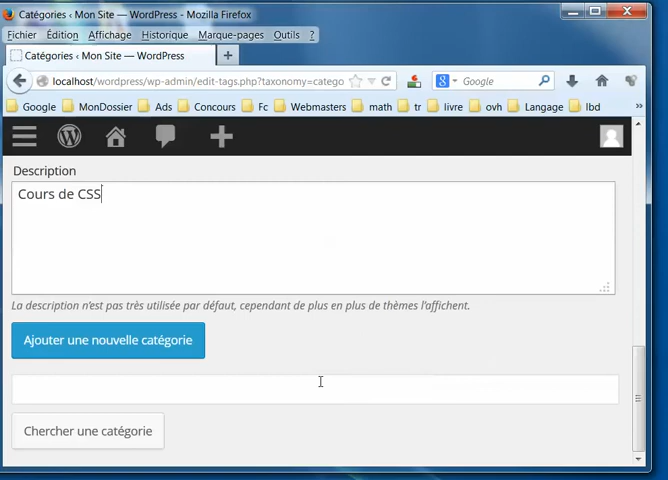 Catégories ‹ Mon Site — WordPress - Mozilla Firefox
Fichier Édition Affichage Historique Marque-pages Outils ?
Catégories ‹ Mon Site — WordPress +
localhost/wordpress/wp-admin/edit-tags.php?taxonomy=catego Google
Google MonDossier Ads Concours Fc Webmasters math tr livre ovh Langage lbd »
Description
Cours de CSS
La description n'est pas très utilisée par défaut, cependant de plus en plus de thèmes l'affichent.
Ajouter une nouvelle catégorie
Chercher une catégorie